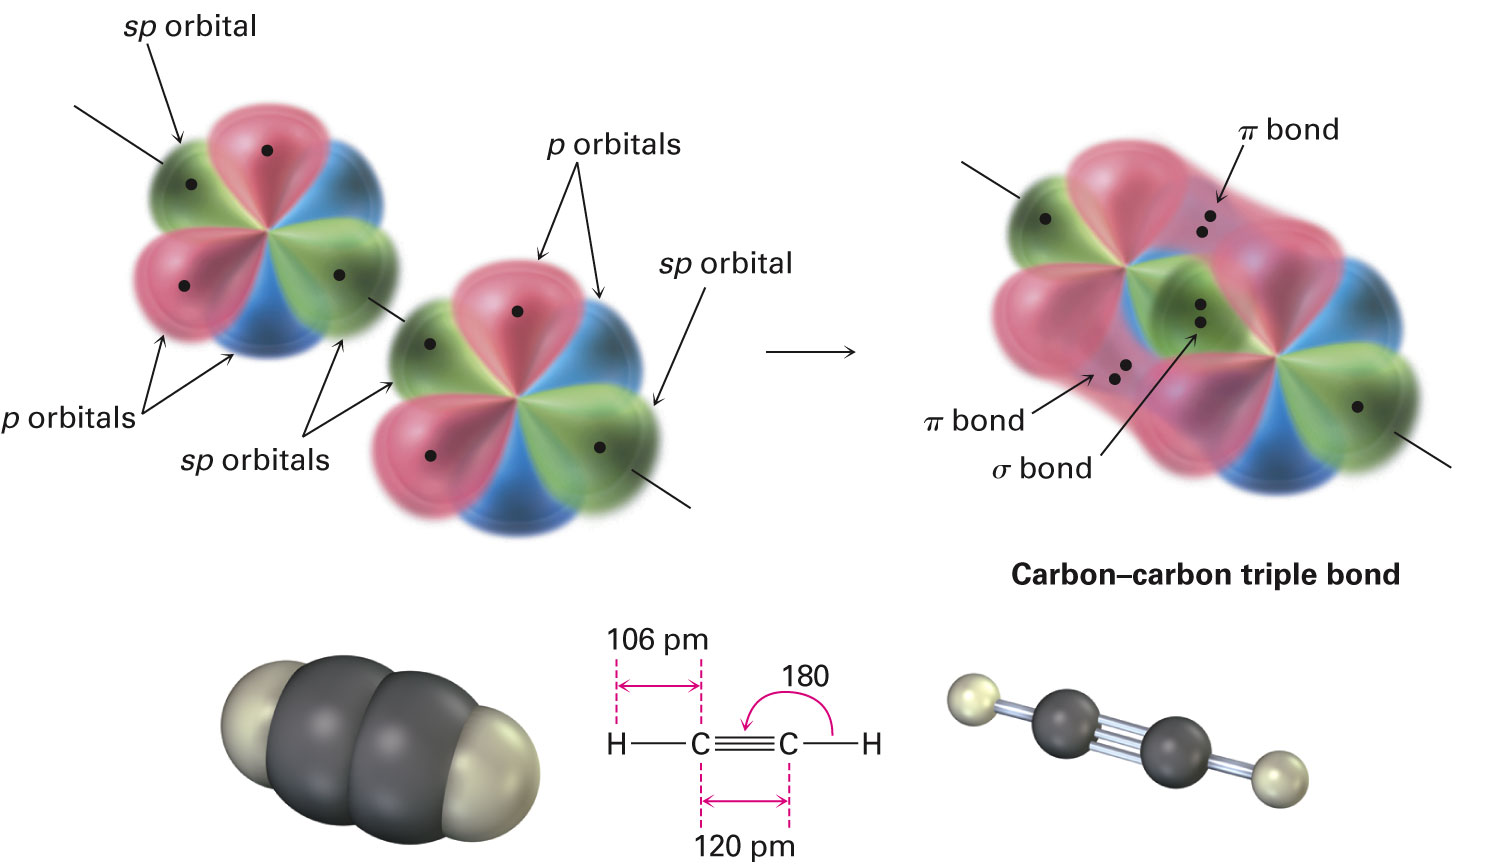 sp orbital
p orbitals
sp orbital
p orbitals
sp orbitals
π bond
π bond
σ bond
Carbon–carbon triple bond
106 pm
180
H C C H
120 pm